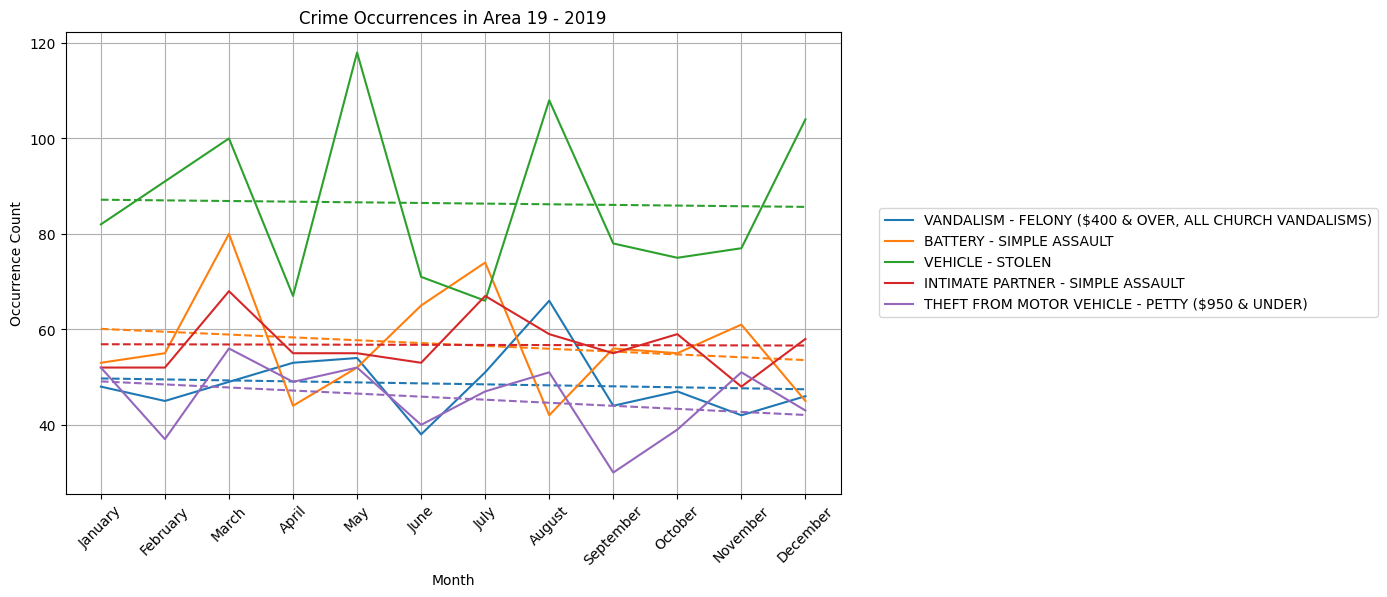 Crime Occurrences in Area 19 - 2019
Occurrence Count
120
100
80
60
40
January
February
March
April
May
June
July
August
September
October
November
December
Month
VANDALISM - FELONY ($400 & OVER, ALL CHURCH VANDALISMS)
BATTERY - SIMPLE ASSAULT
VEHICLE - STOLEN
INTIMATE PARTNER - SIMPLE ASSAULT
THEFT FROM MOTOR VEHICLE - PETTY ($950 & UNDER)